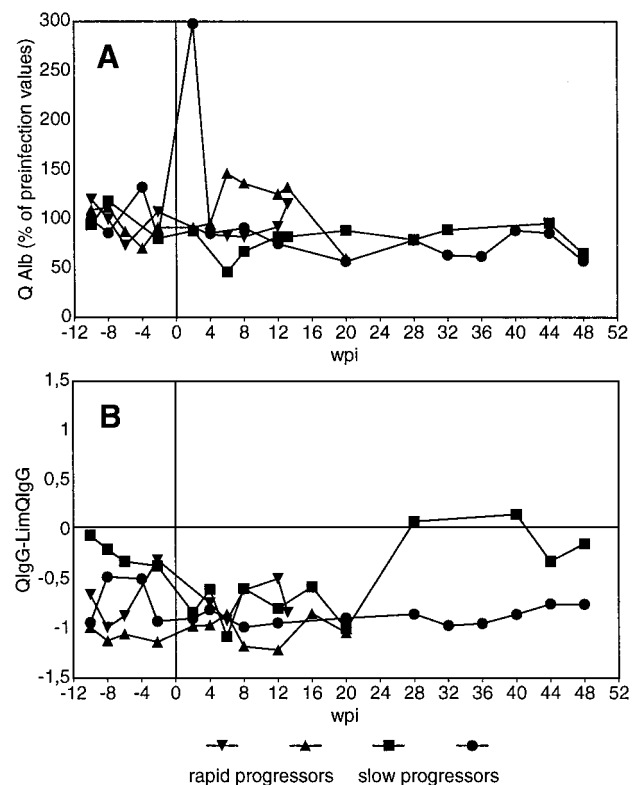 A
Q Alb (% of preinfection values)
300
250
200
150
100
50
0
-12 -8 -4 0 4 8 12 16 20 24 28 32 36 40 44 48 52
wpi
B
QIgG-LimQIgG
1,5
1
0,5
0
-0,5
-1
-1,5
-12 -8 -4 0 4 8 12 16 20 24 28 32 36 40 44 48 52
wpi
rapid progressors slow progressors